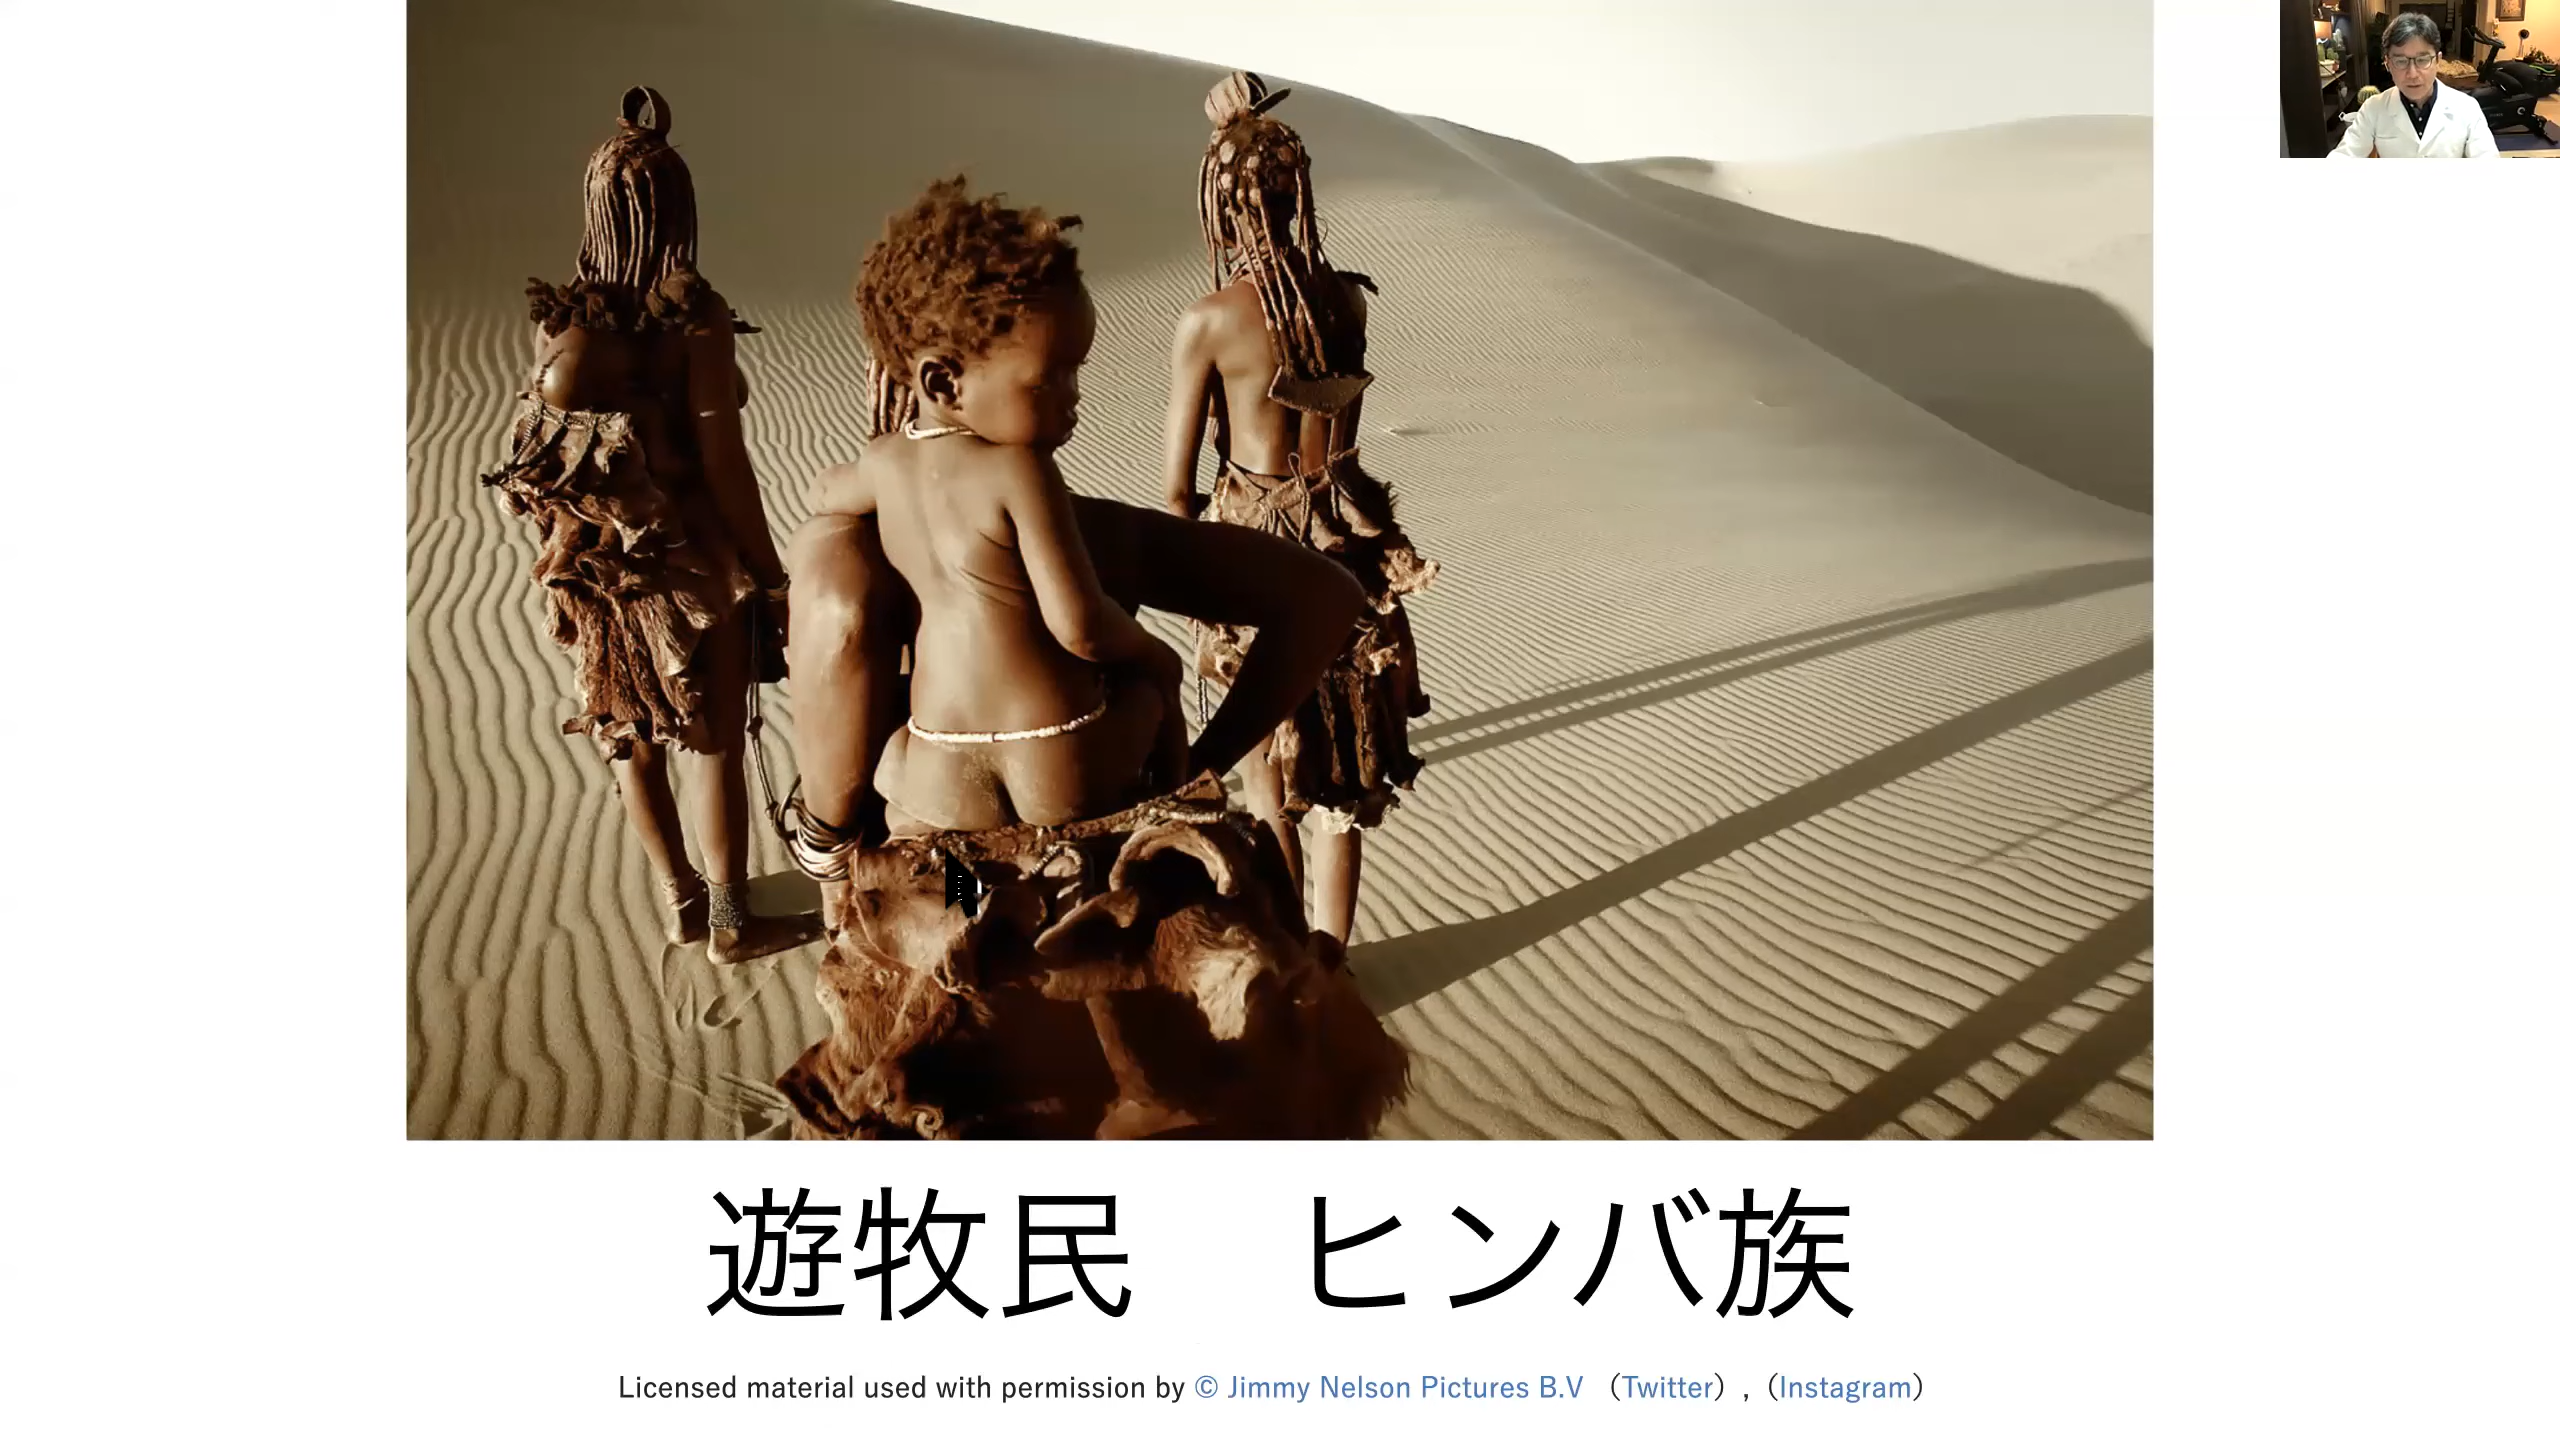 遊牧民　ヒンバ族
Licensed material used with permission by © Jimmy Nelson Pictures B.V （Twitter）,（Instagram）